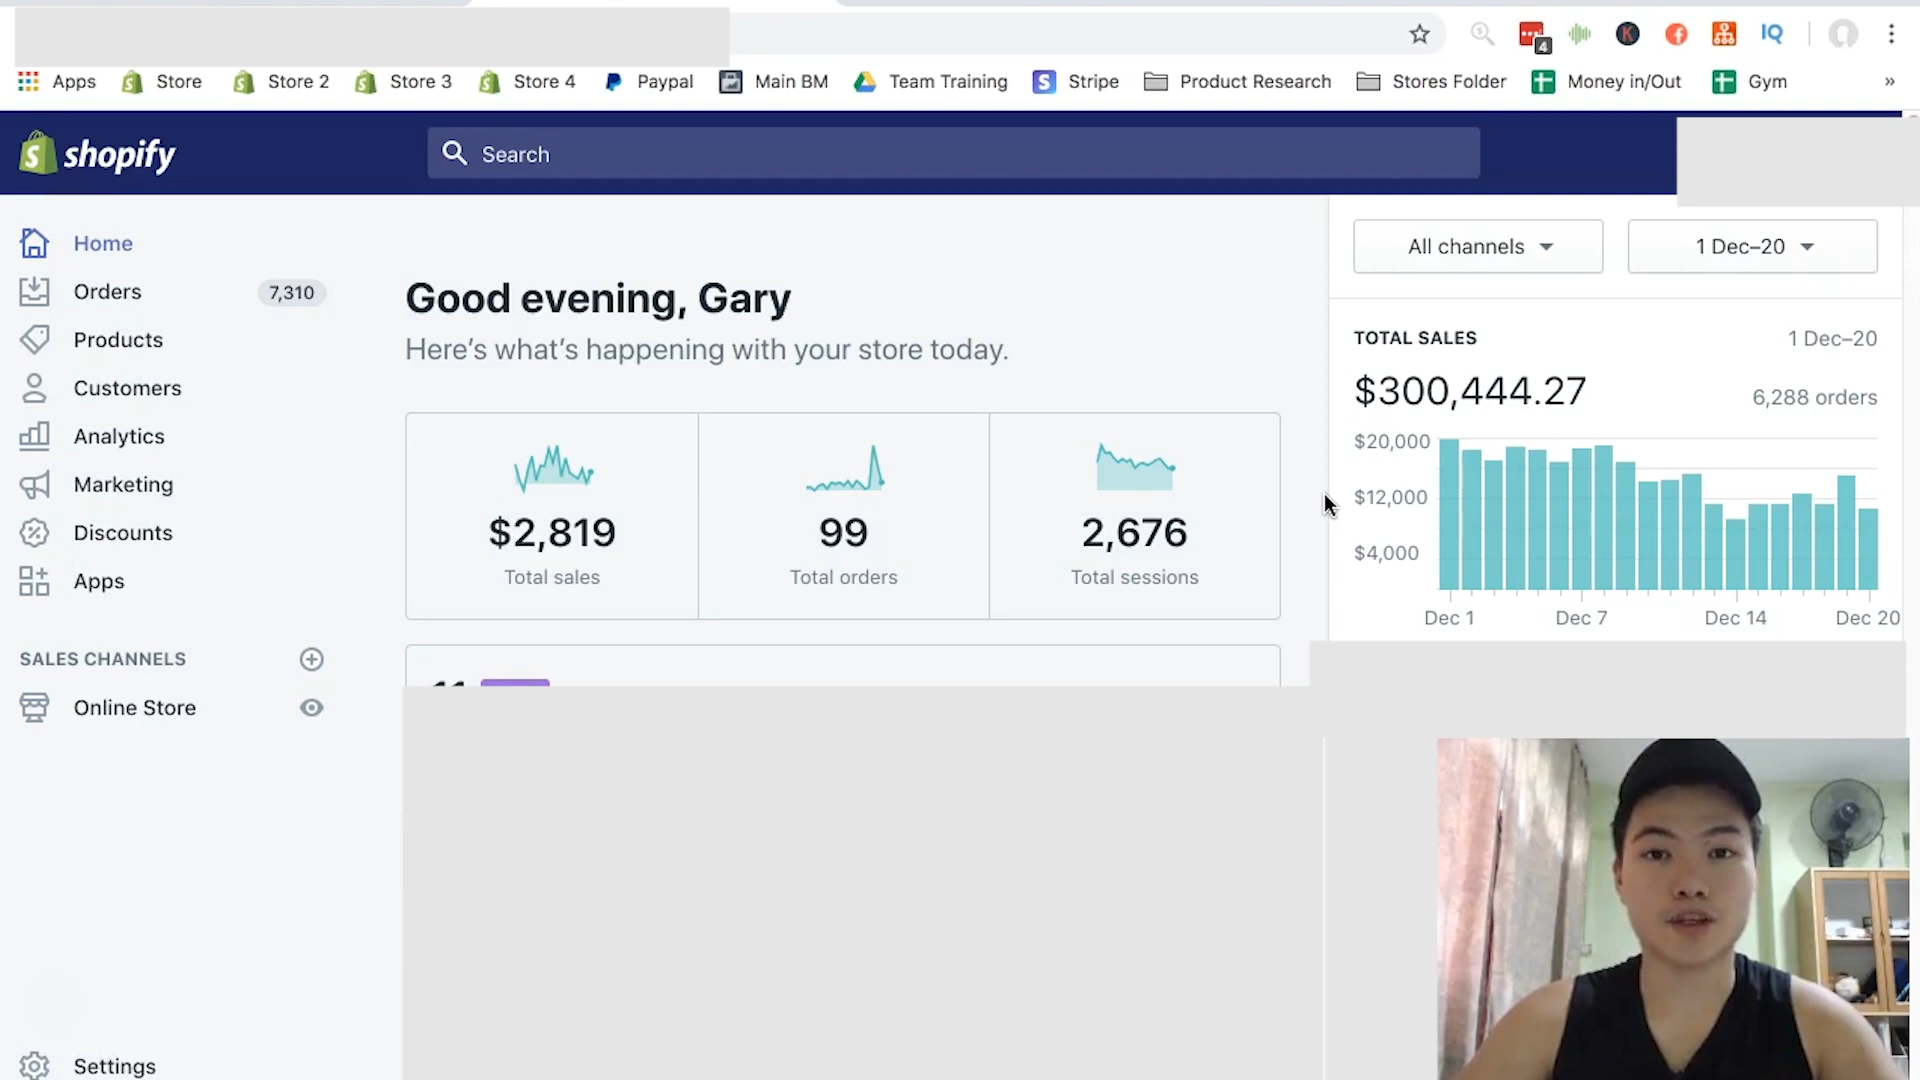 4
K
IQ
Apps Store Store 2 Store 3 Store 4 Paypal Main BM Team Training Stripe Product Research Stores Folder Money in/Out Gym »
shopify
Search
Home
Orders 7,310
Products
Customers
Analytics
Marketing
Discounts
Apps
SALES CHANNELS
Online Store
Settings
Good evening, Gary
Here's what's happening with your store today.
$2,819
Total sales
99
Total orders
2,676
Total sessions
All channels 1 Dec–20
TOTAL SALES 1 Dec–20
$300,444.27 6,288 orders
$20,000
$12,000
$4,000
Dec 1 Dec 7 Dec 14 Dec 20